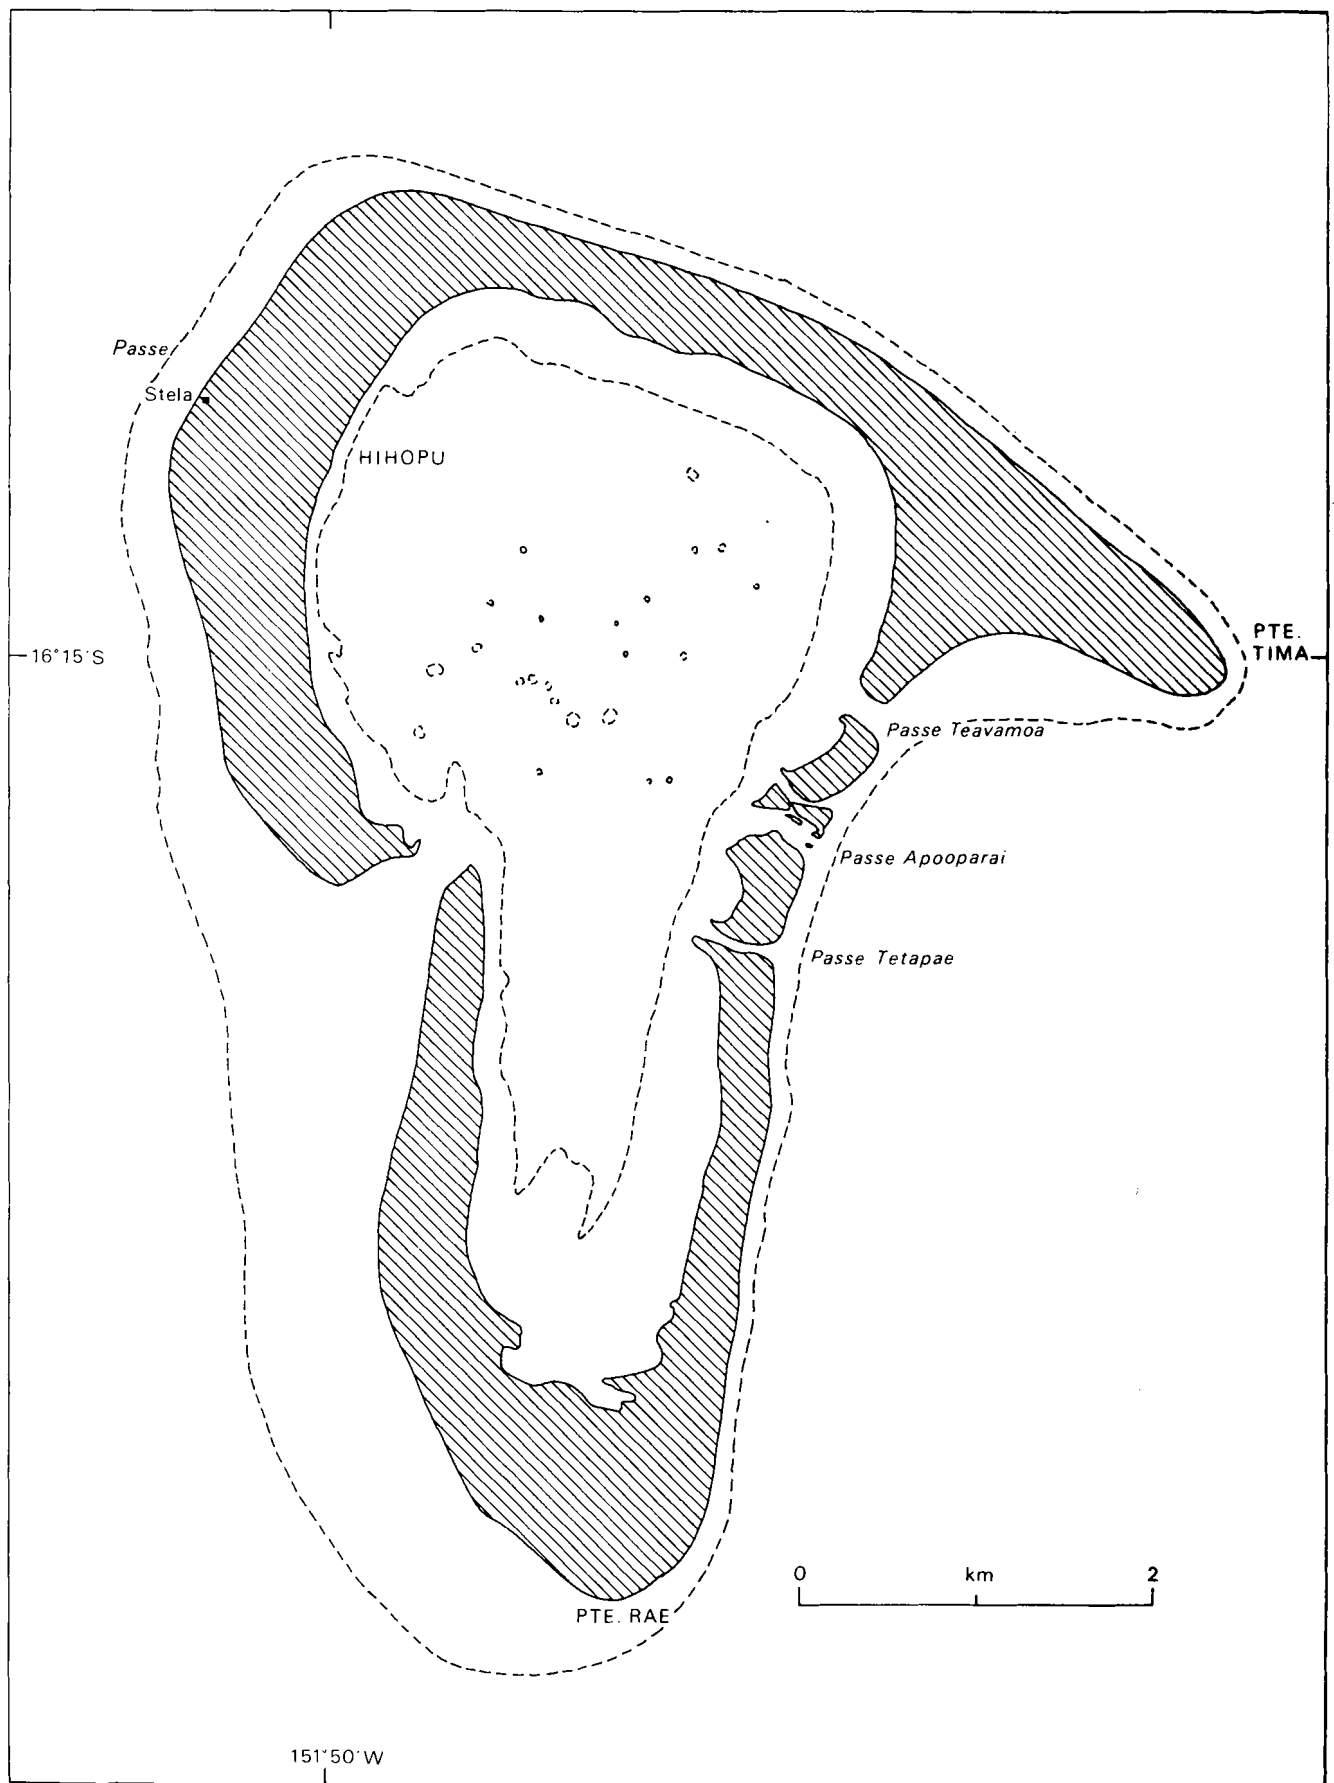 Passe
Stela
HIHOPU
16°15'S
PTE.
TIMA
Passe Teavamoa
Passe Apooparai
Passe Tetapae
0 km 2
PTE. RAE
151°50'W